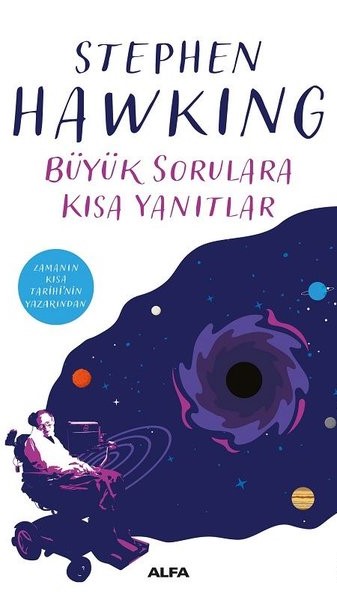 STEPHEN
HAWKING
BÜYÜK SORULARA
KISA YANITLAR
ZAMANIN
KISA
TARİHİ'NİN
YAZARINDAN
ALFA